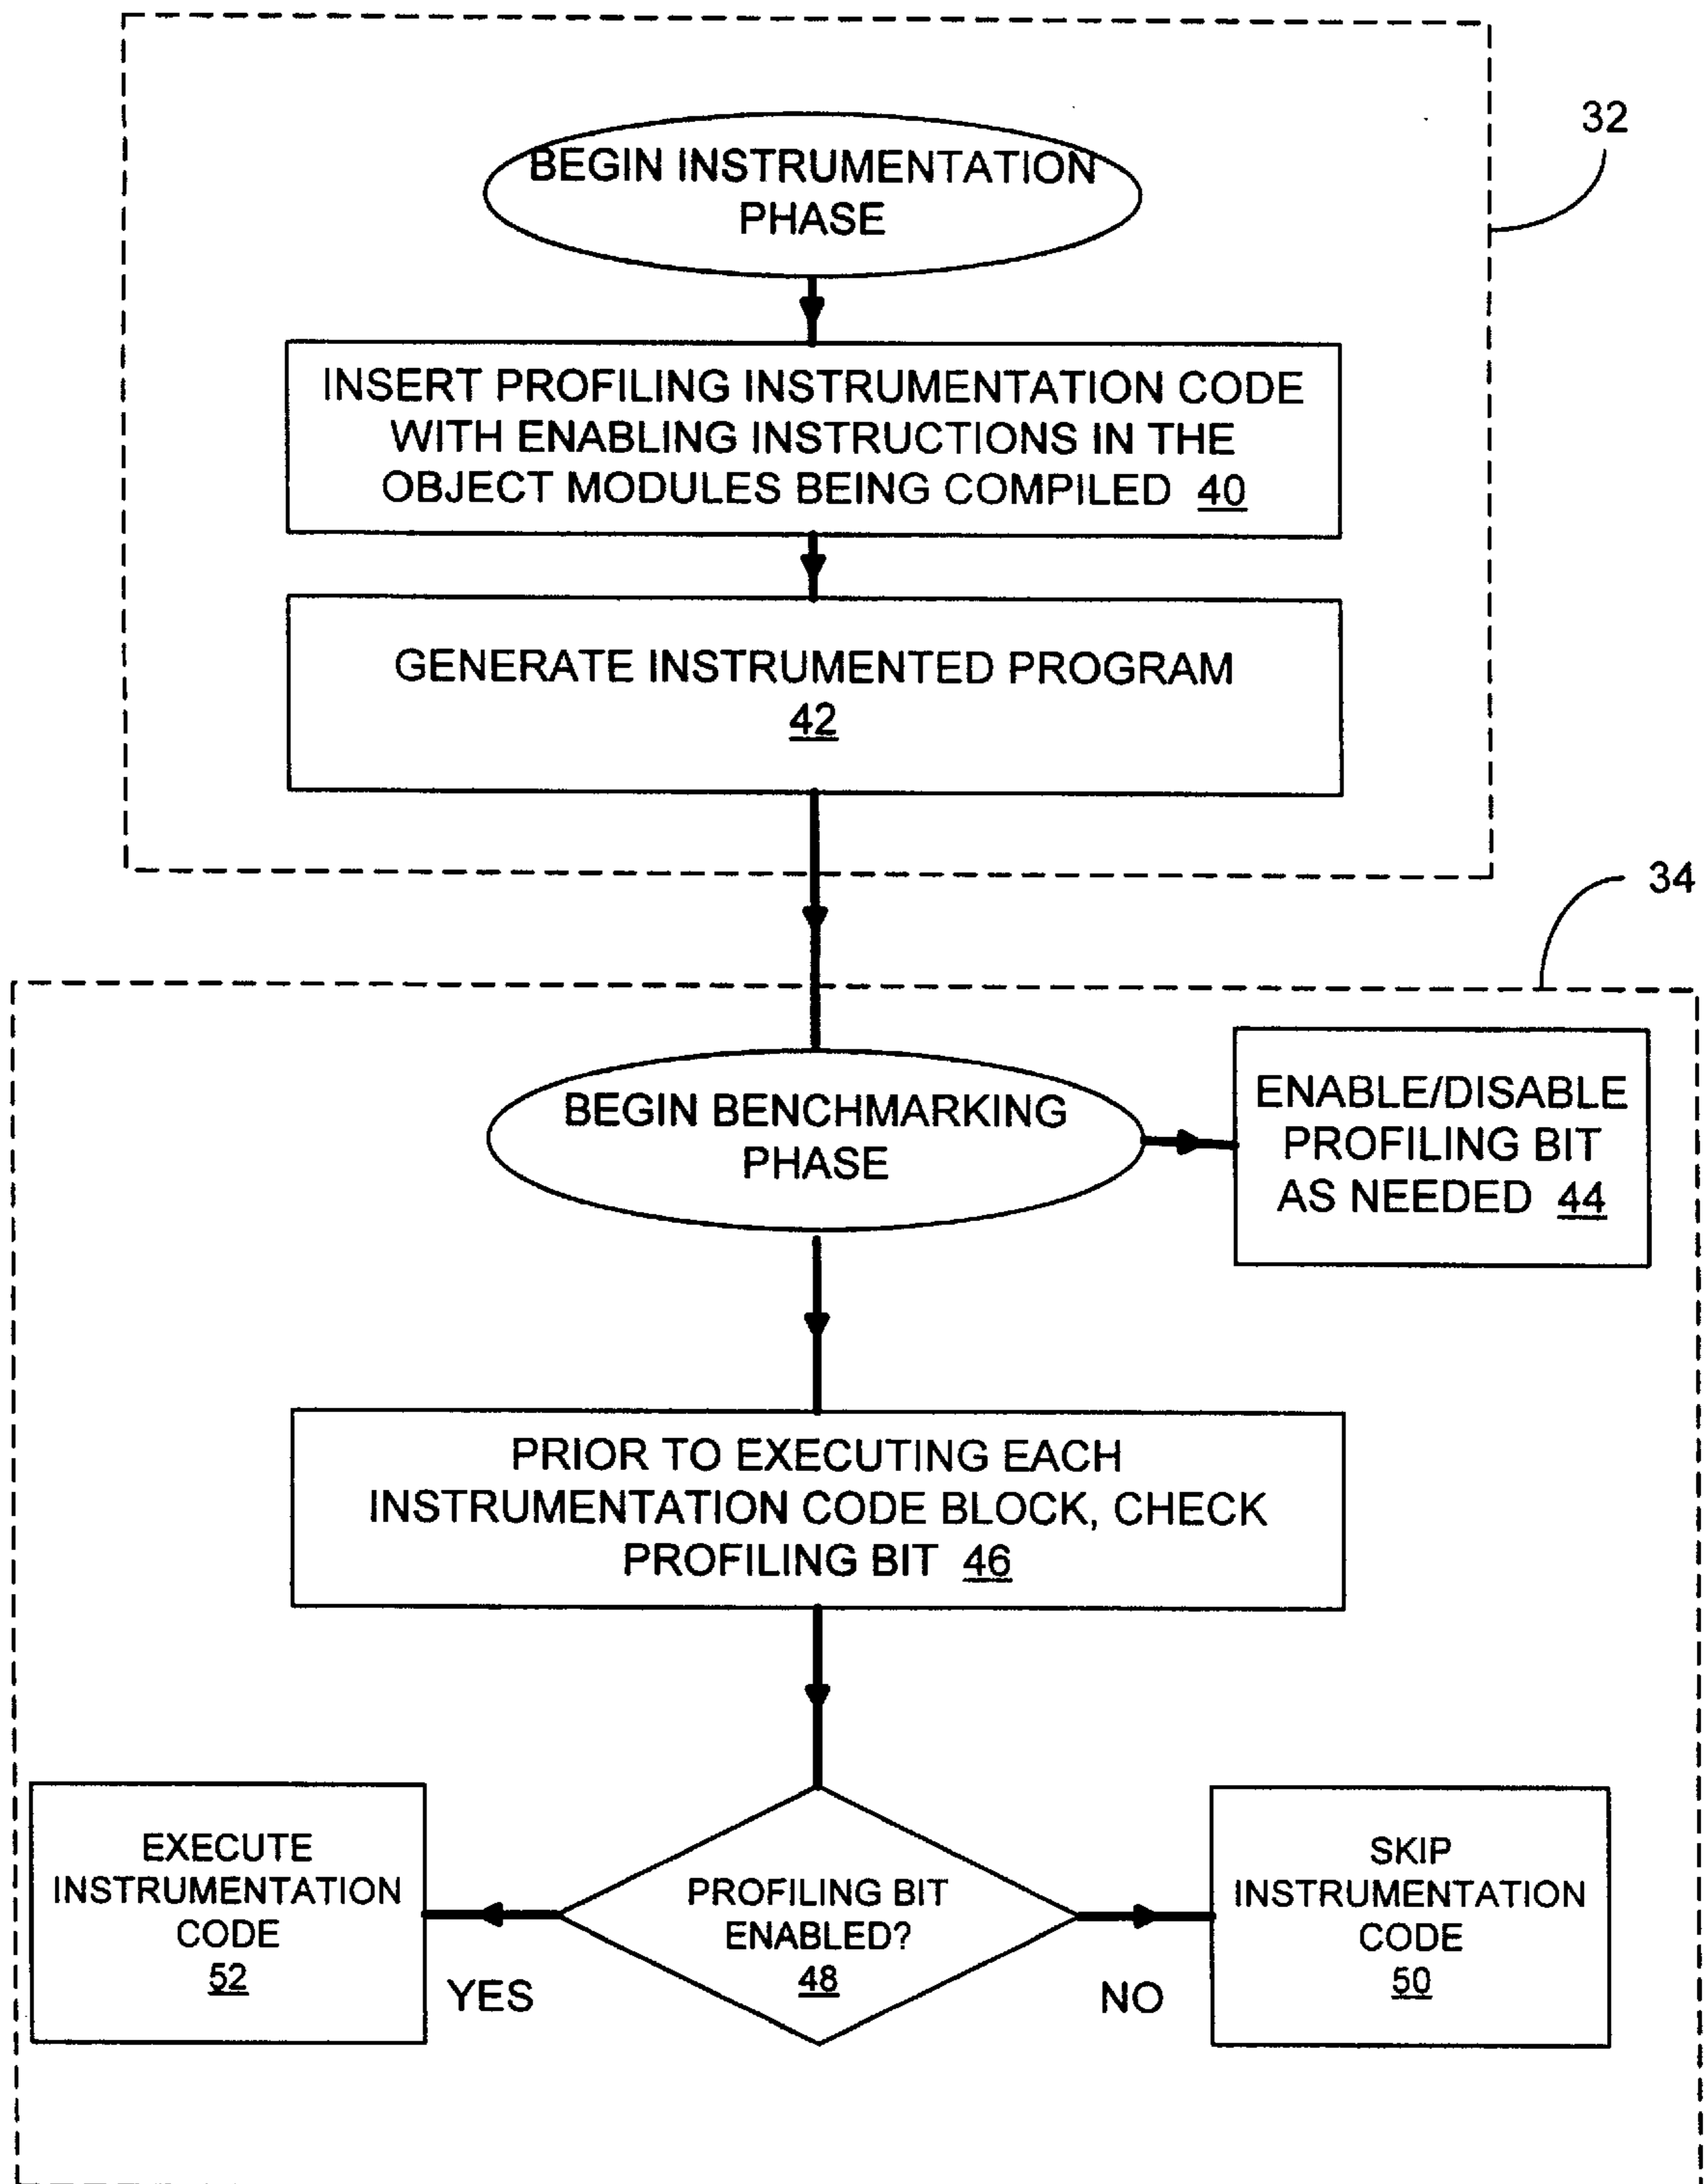 32
BEGIN INSTRUMENTATION
PHASE
INSERT PROFILING INSTRUMENTATION CODE
WITH ENABLING INSTRUCTIONS IN THE
OBJECT MODULES BEING COMPILED 40
GENERATE INSTRUMENTED PROGRAM
42
34
BEGIN BENCHMARKING
PHASE
ENABLE/DISABLE
PROFILING BIT
AS NEEDED 44
PRIOR TO EXECUTING EACH
INSTRUMENTATION CODE BLOCK, CHECK
PROFILING BIT 46
EXECUTE
INSTRUMENTATION
CODE
52
YES
PROFILING BIT
ENABLED?
48
NO
SKIP
INSTRUMENTATION
CODE
50